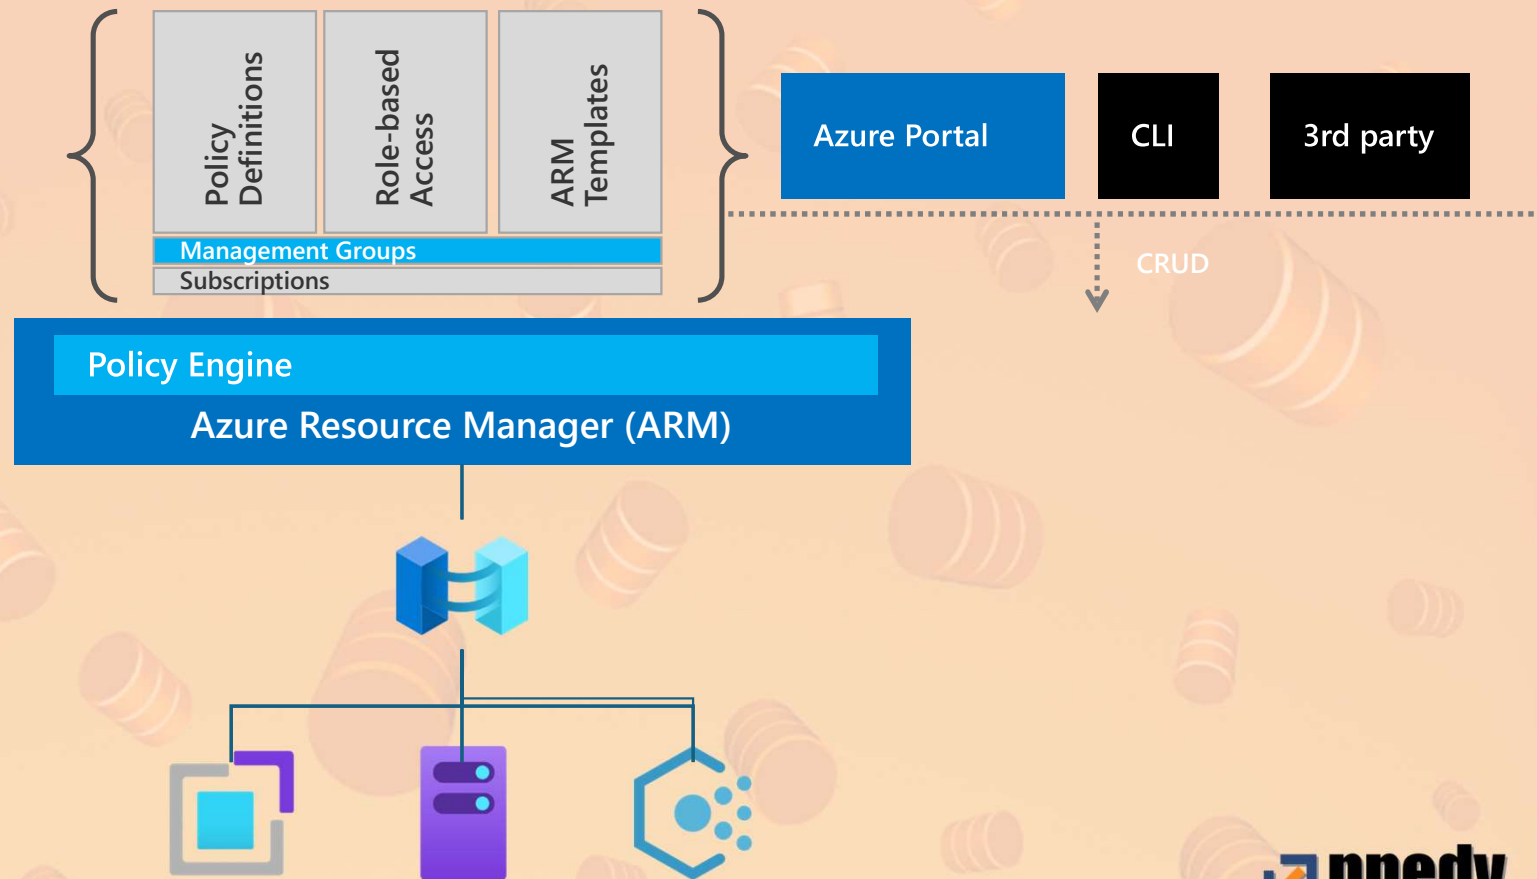 Policy
Definitions
Role-based
Access
ARM
Templates
Management Groups
Subscriptions
Azure Portal
CLI
3rd party
CRUD
Policy Engine
Azure Resource Manager (ARM)